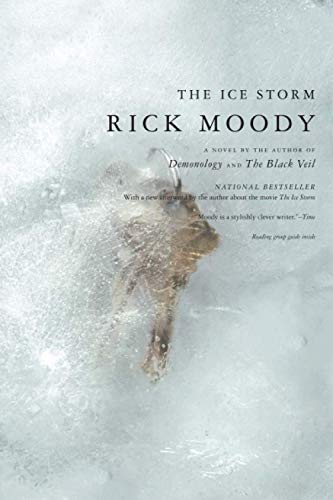 THE ICE STORM
RICK MOODY
A NOVEL BY THE AUTHOR OF
Demonology AND The Black Veil
NATIONAL BESTSELLER
With a new afterword by the author about the movie The Ice Storm
"Moody is a stylishly clever writer."–Time
Reading group guide inside